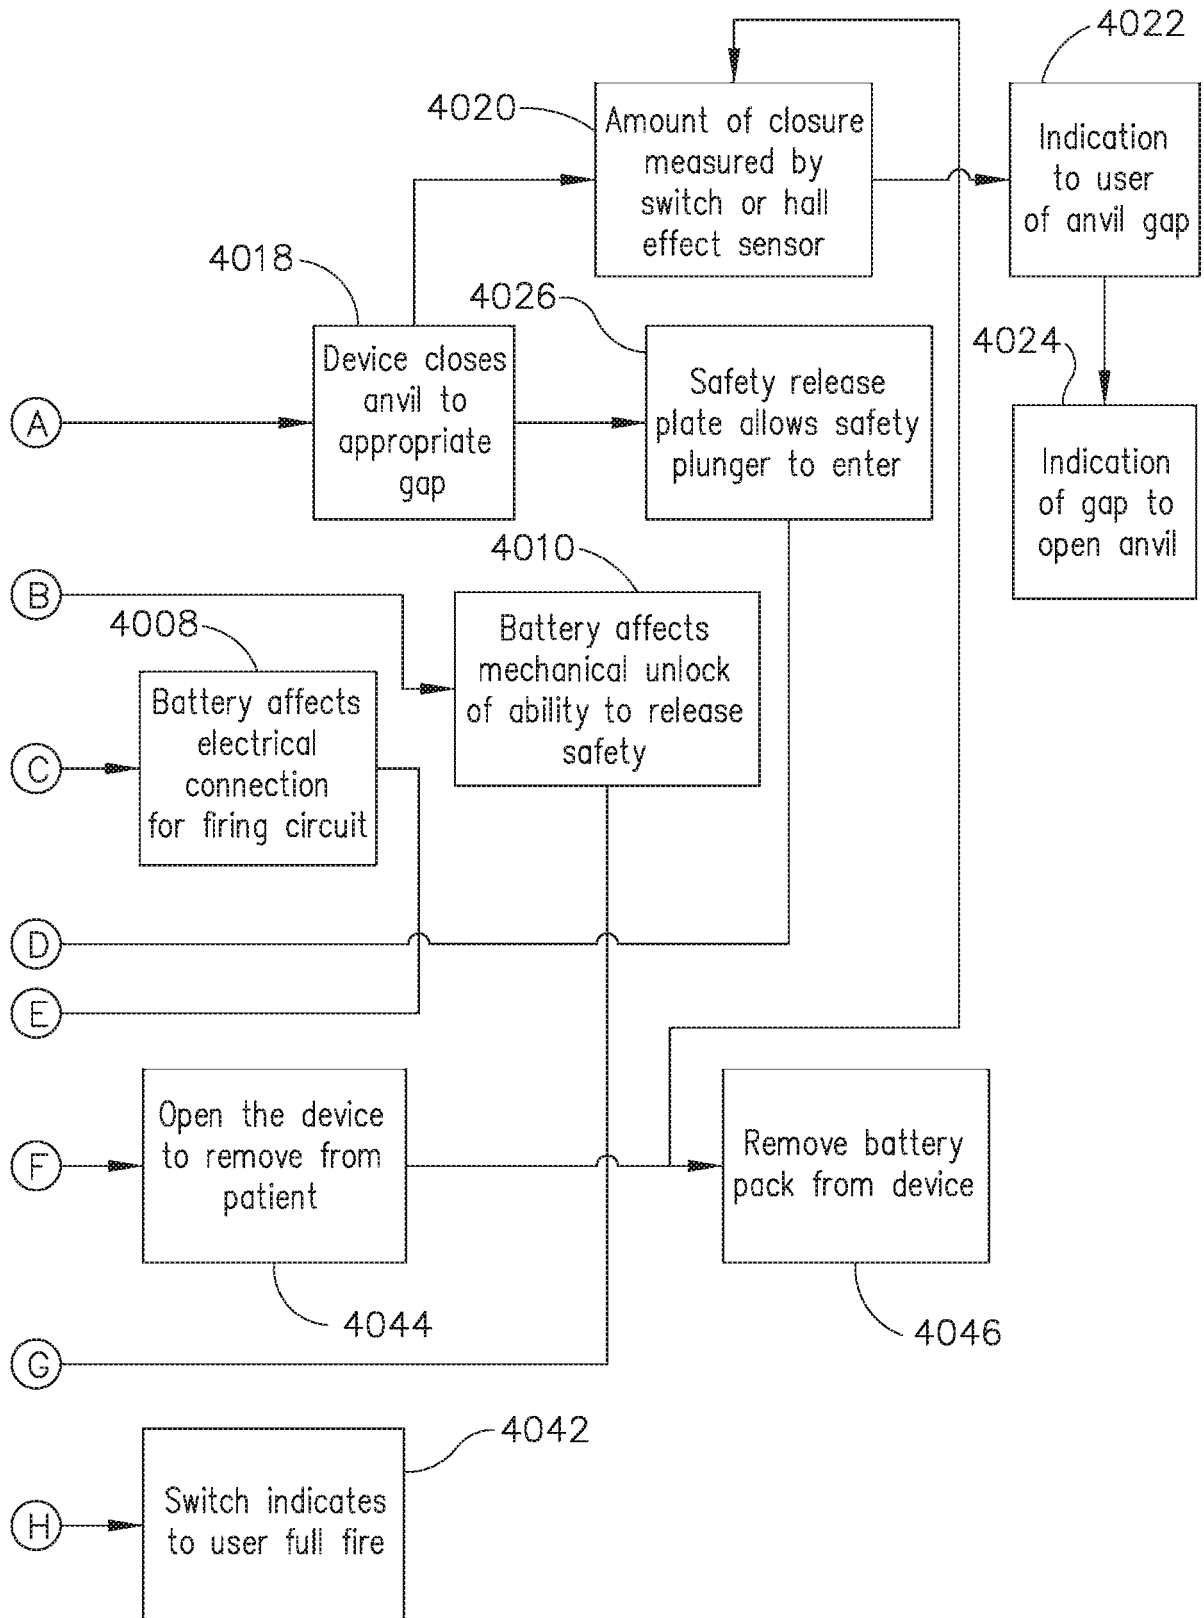 4022
4020
Amount of closure
measured by
switch or hall
effect sensor
Indication
to user
of anvil gap
4018
4026
4024
Device closes
anvil to
appropriate
gap
Safety release
plate allows safety
plunger to enter
A
Indication
of gap to
open anvil
4010
B
4008
Battery affects
mechanical unlock
of ability to release
safety
Battery affects
electrical
connection
for firing circuit
C
D
E
Open the device
to remove from
patient
Remove battery
pack from device
F
4044
4046
G
4042
Switch indicates
to user full fire
H